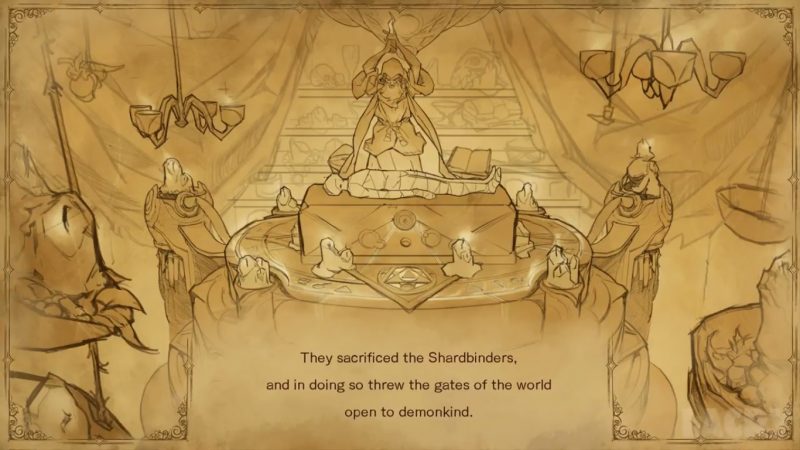 They sacrificed the Shardbinders,
and in doing so threw the gates of the world
open to demonkind.